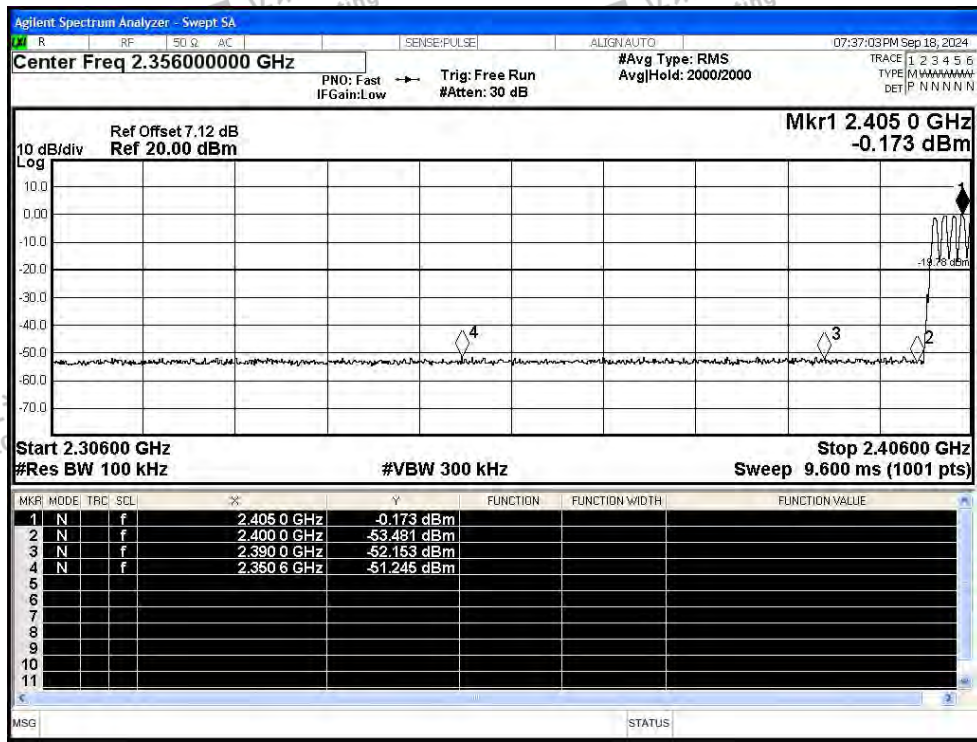 Agilent Spectrum Analyzer - Swept SA
R RF 50 Ω AC SENSE:PULSE ALIGN AUTO 07:37:03 PM Sep 18, 2024
Center Freq 2.356000000 GHz
PNO: Fast
IFGain:Low
Trig: Free Run
#Atten: 30 dB
#Avg Type: RMS
Avg|Hold: 2000/2000
TRACE 1 2 3 4 5 6
TYPE M WWWWW
DET P N N N N N
Mkr1 2.405 0 GHz
-0.173 dBm
Ref Offset 7.12 dB
10 dB/div Ref 20.00 dBm
Log
10.0
0.00
-10.0
-20.0
-30.0
-40.0
-50.0
-60.0
-70.0
1
-19.78 dBm
4
3
2
Start 2.30600 GHz Stop 2.40600 GHz
#Res BW 100 kHz #VBW 300 kHz Sweep 9.600 ms (1001 pts)
MKR MODE TRC SCL X Y FUNCTION FUNCTION WIDTH FUNCTION VALUE
1 N f 2.405 0 GHz -0.173 dBm
2 N f 2.400 0 GHz -53.481 dBm
3 N f 2.390 0 GHz -52.153 dBm
4 N f 2.350 6 GHz -51.245 dBm
5
6
7
8
9
10
11
MSG STATUS